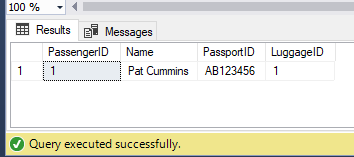 100 %
Results Messages
PassengerID Name PassportID LuggageID
1 1 Pat Cummins AB123456 1
Query executed successfully.